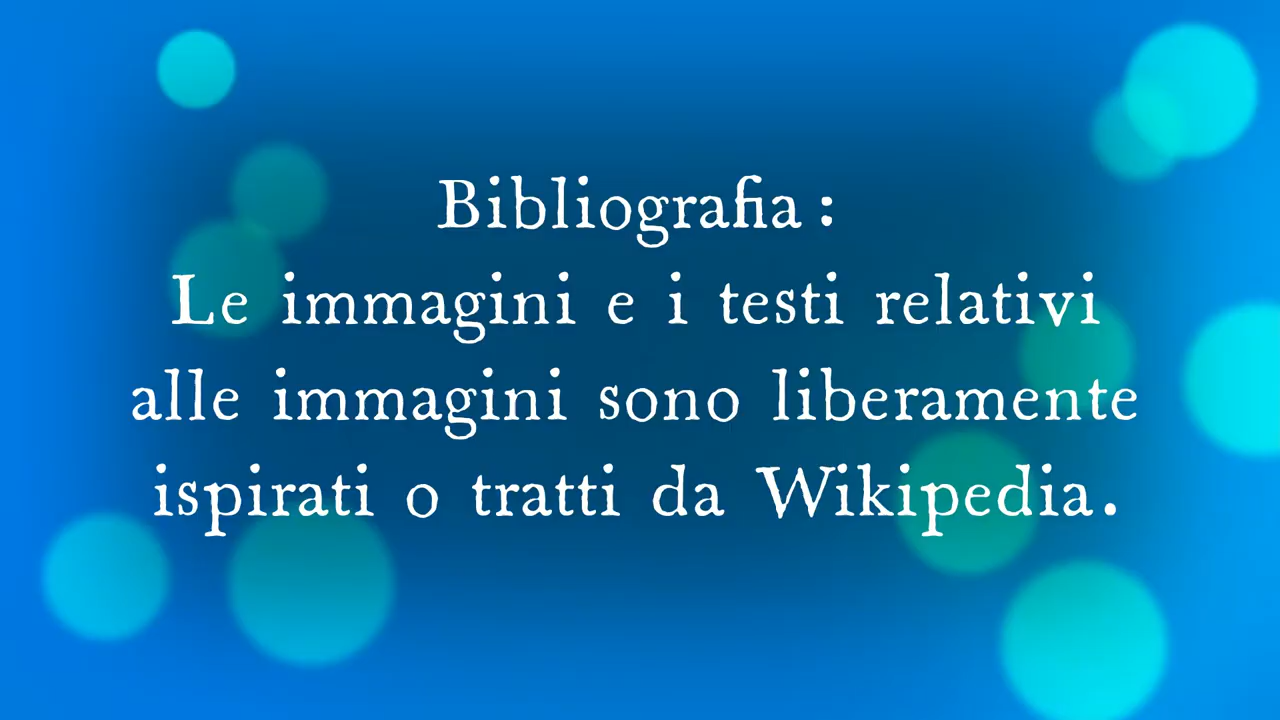 Bibliografia :
Le immagini e i testi relativi
alle immagini sono liberamente
ispirati o tratti da Wikipedia.